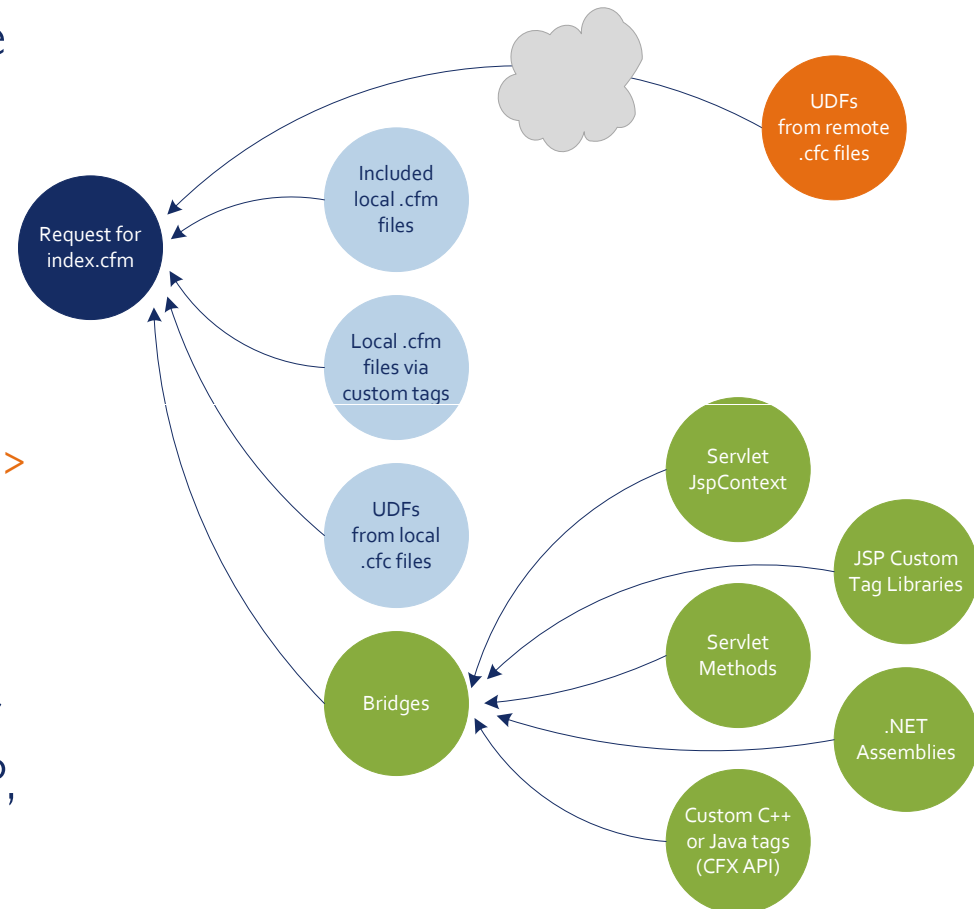 e
UDFs
from remote
.cfc files
Included
local .cfm
files
Request for
index.cfm
Local .cfm
files via
custom tags
>
Servlet
JspContext
UDFs
from local
.cfc files
JSP Custom
Tag Libraries
Servlet
Methods
Bridges
.NET
Assemblies
,
Custom C++
or Java tags
(CFX API)